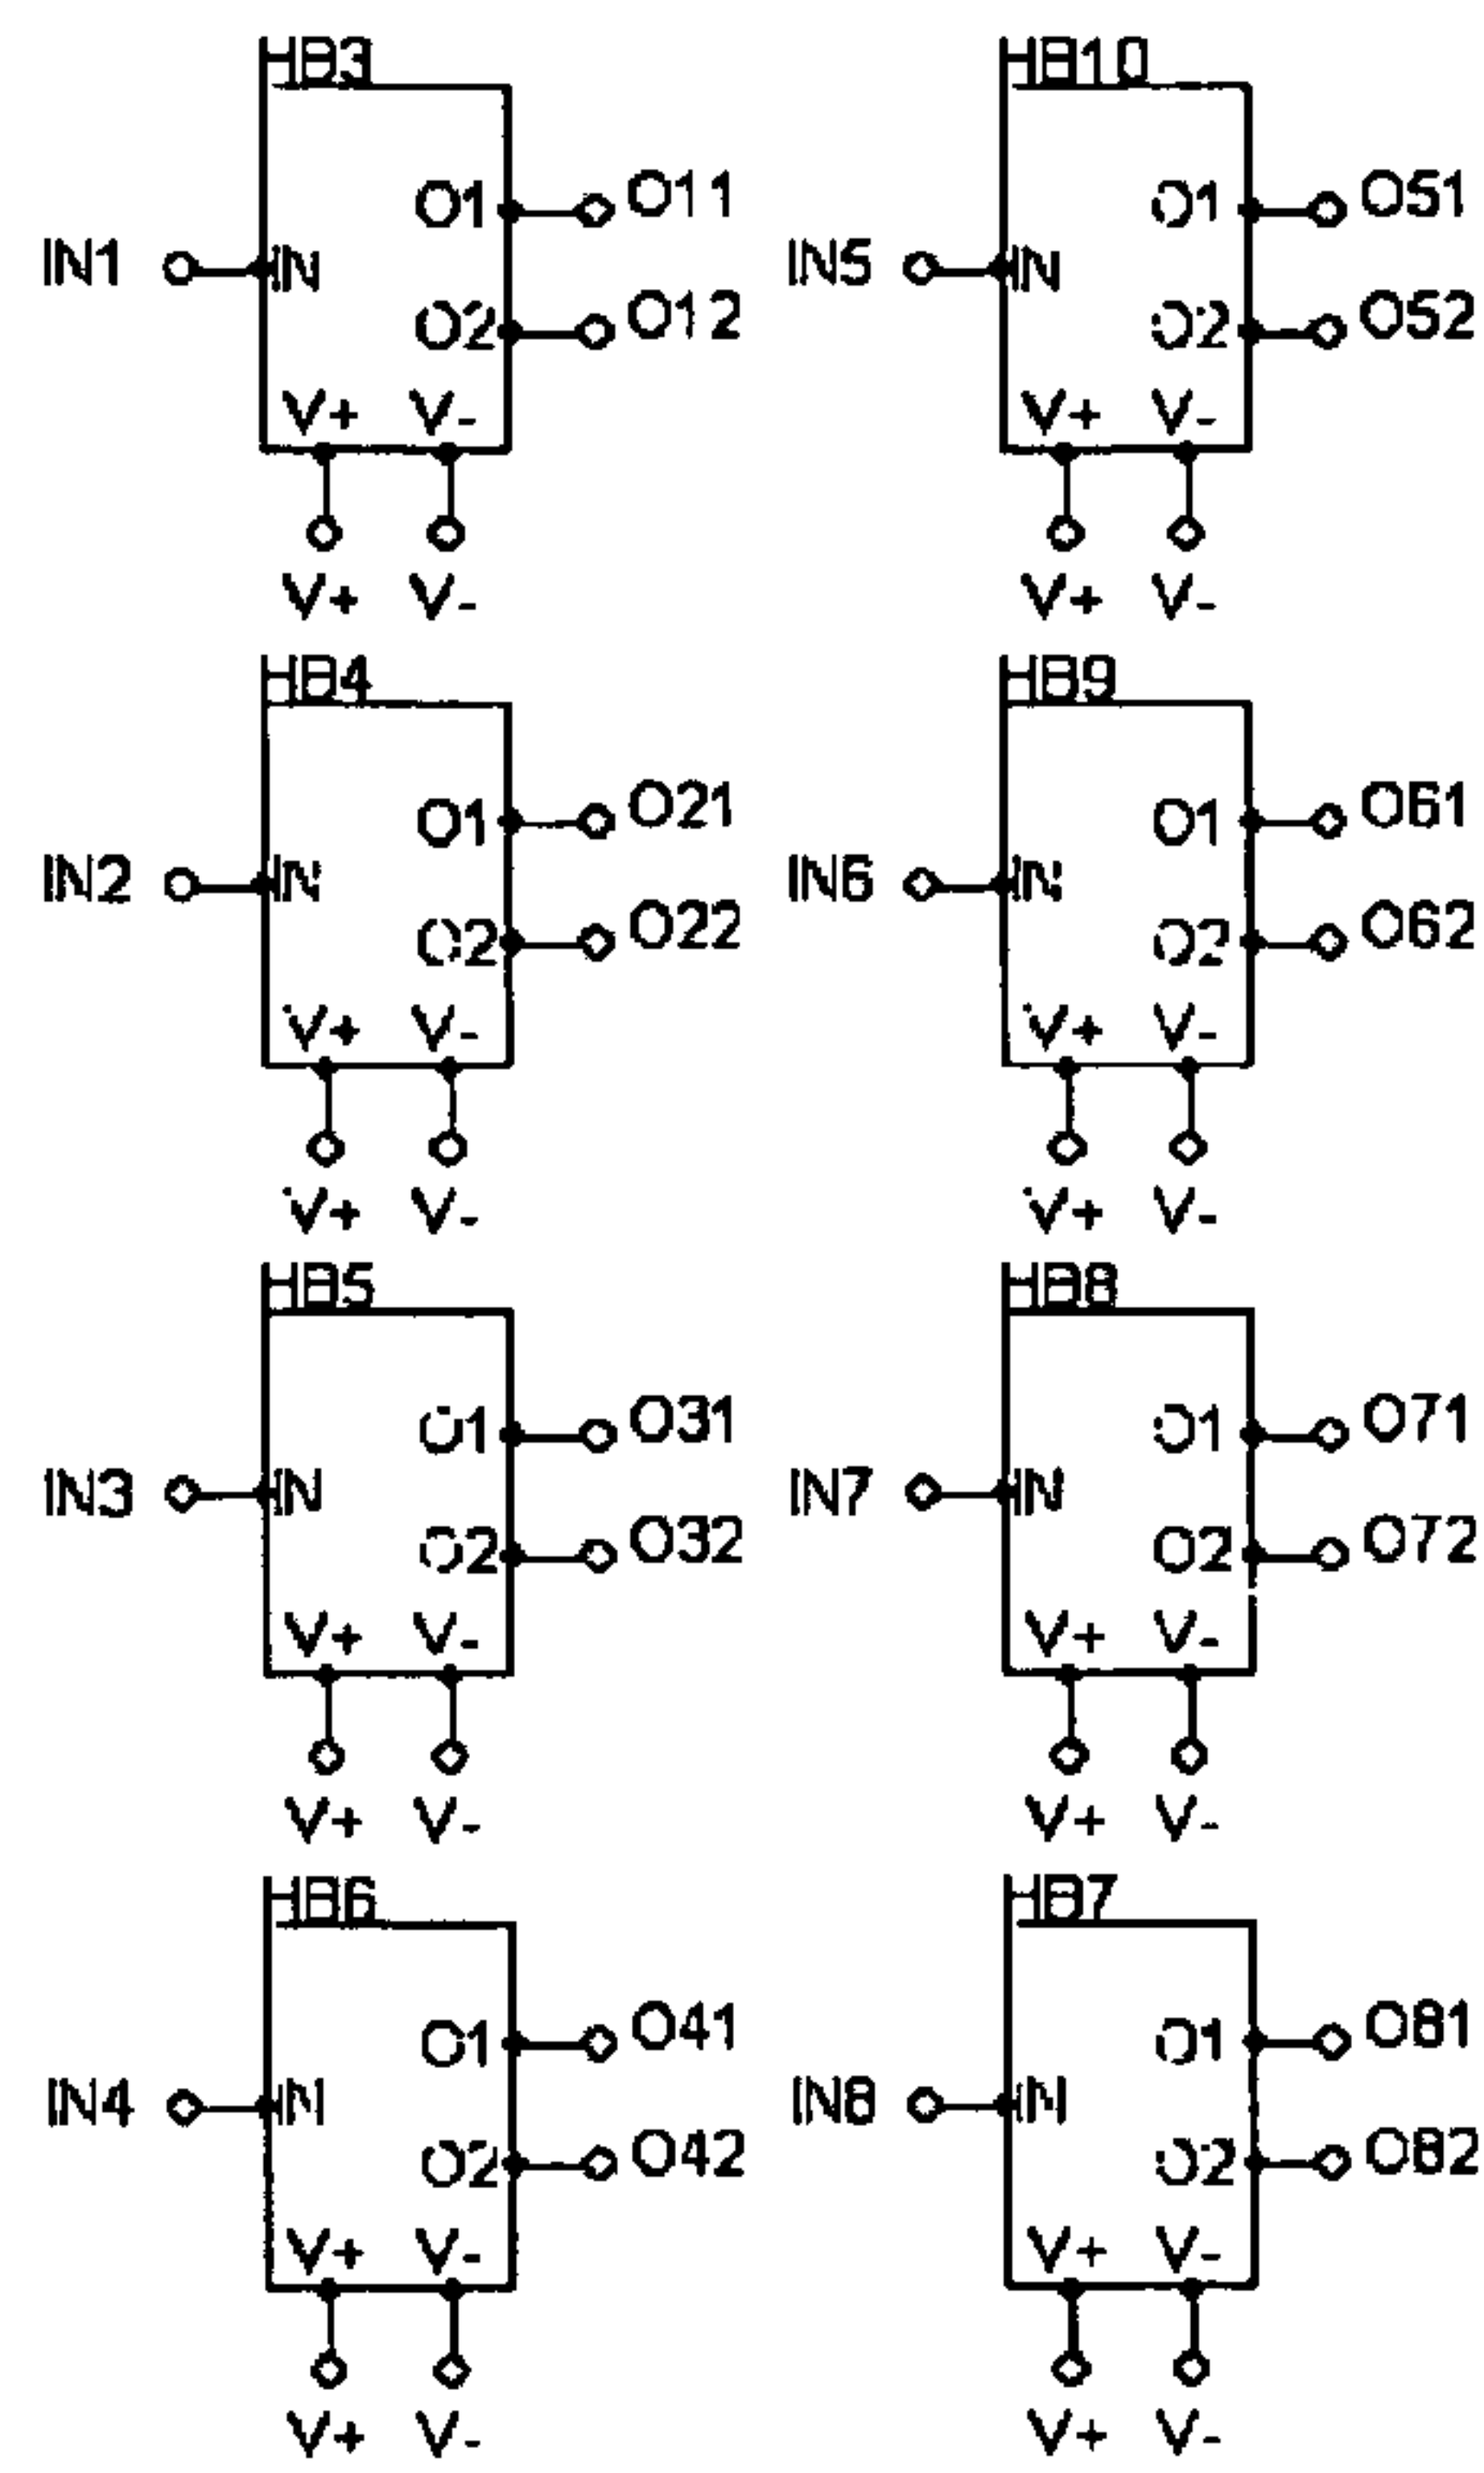 HB3
O1 O11
IN1 IN
O2 O12
V+ V-
V+ V-
HB4
O1 O21
IN2 IN
O2 O22
V+ V-
V+ V-
HB5
O1 O31
IN3 IN
O2 O32
V+ V-
V+ V-
HB6
O1 O41
IN4 IN
O2 O42
V+ V-
V+ V-
HB10
O1 O51
IN5 IN
O2 O52
V+ V-
V+ V-
HB9
O1 O61
IN6 IN
O2 O62
V+ V-
V+ V-
HB8
O1 O71
IN7 IN
O2 O72
V+ V-
V+ V-
HB7
O1 O81
IN8 IN
O2 O82
V+ V-
V+ V-